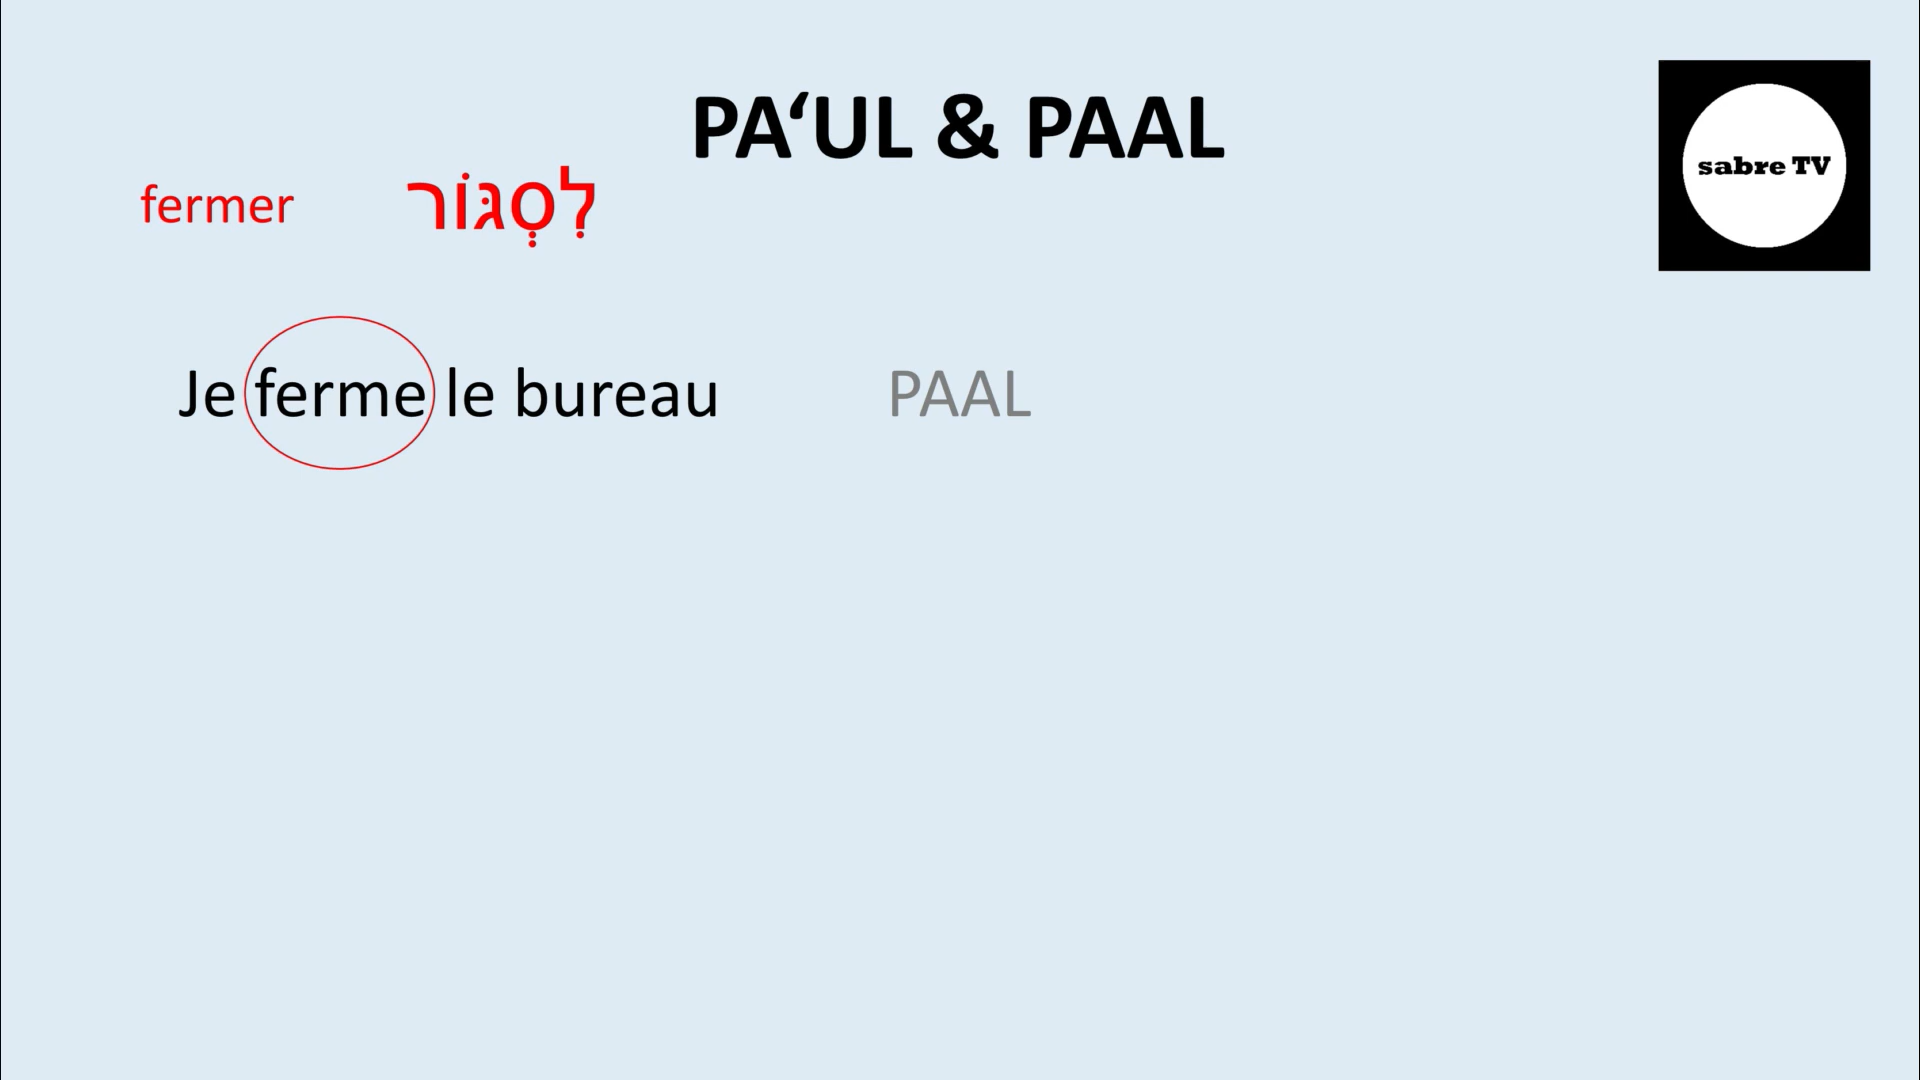 PA‘UL & PAAL
sabre TV
fermer לִסְגּוֹר
Je ferme le bureau PAAL